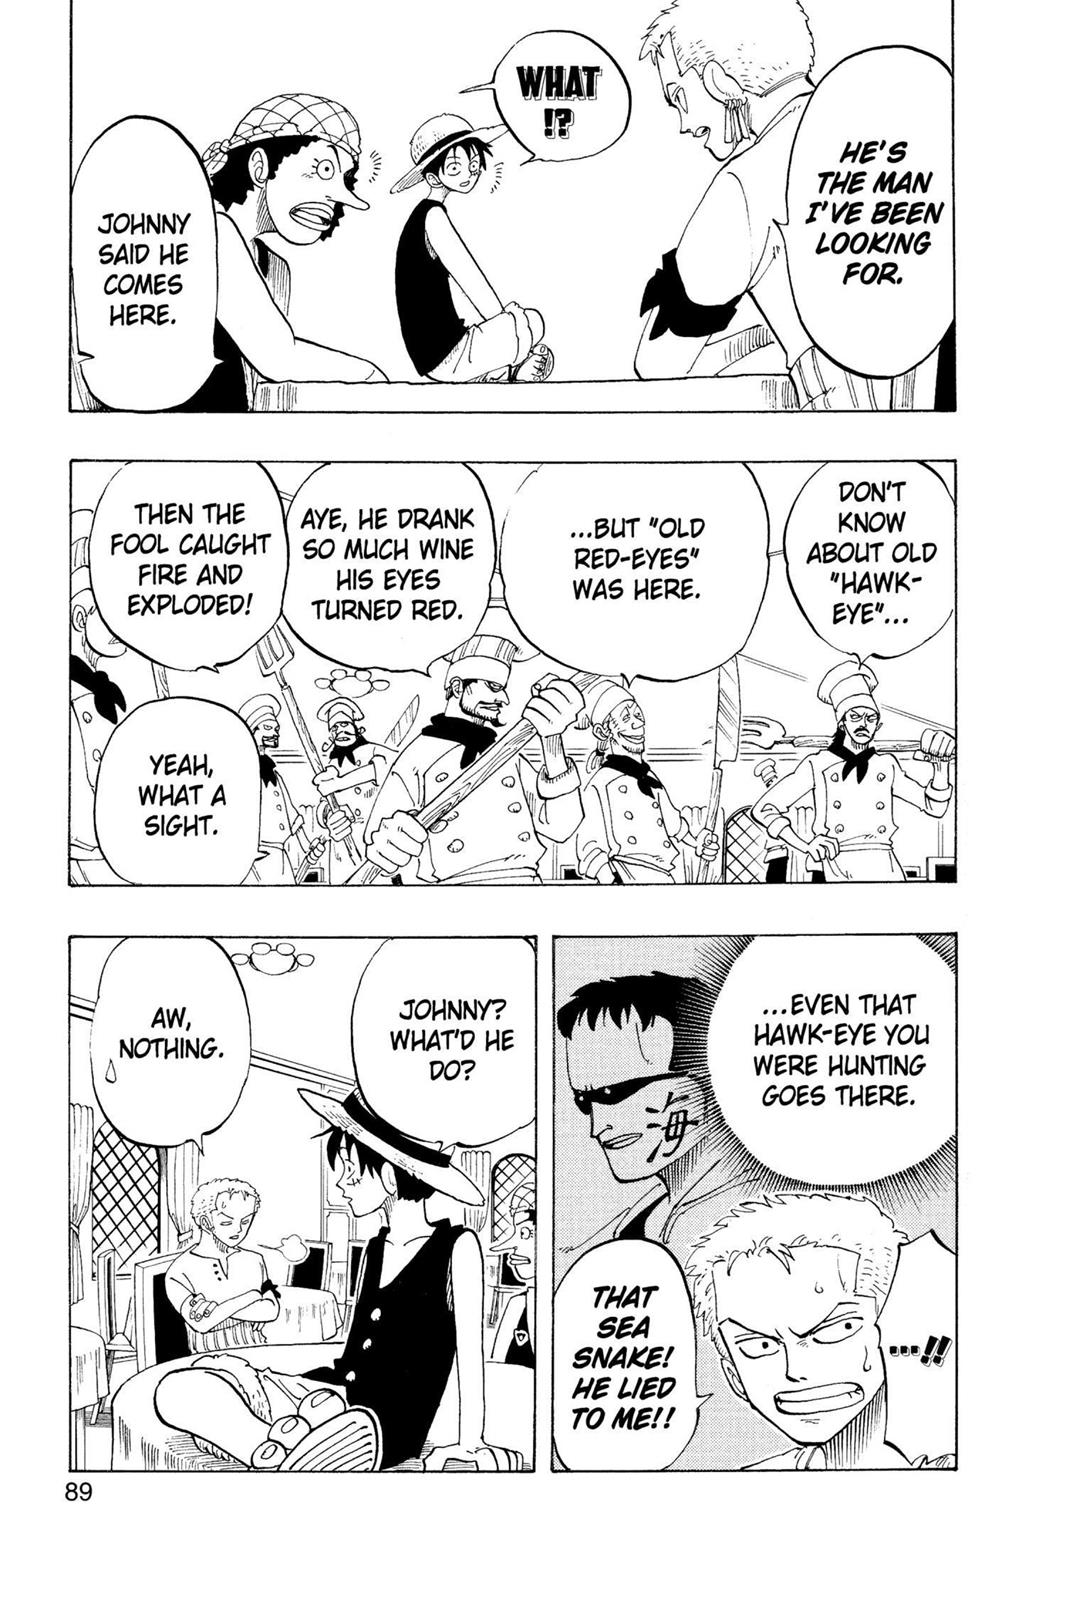 HE'S
THE MAN
I'VE BEEN
LOOKING
FOR.
WHAT
!?
JOHNNY
SAID HE
COMES
HERE.
DON'T
KNOW
ABOUT OLD
"HAWK-
EYE"...
...BUT "OLD
RED-EYES"
WAS HERE.
AYE, HE DRANK
SO MUCH WINE
HIS EYES
TURNED RED.
THEN THE
FOOL CAUGHT
FIRE AND
EXPLODED!
YEAH,
WHAT A
SIGHT.
...EVEN THAT
HAWK-EYE YOU
WERE HUNTING
GOES THERE.
海
...!!
THAT
SEA
SNAKE!
HE LIED
TO ME!!
JOHNNY?
WHAT'D HE
DO?
AW,
NOTHING.
89